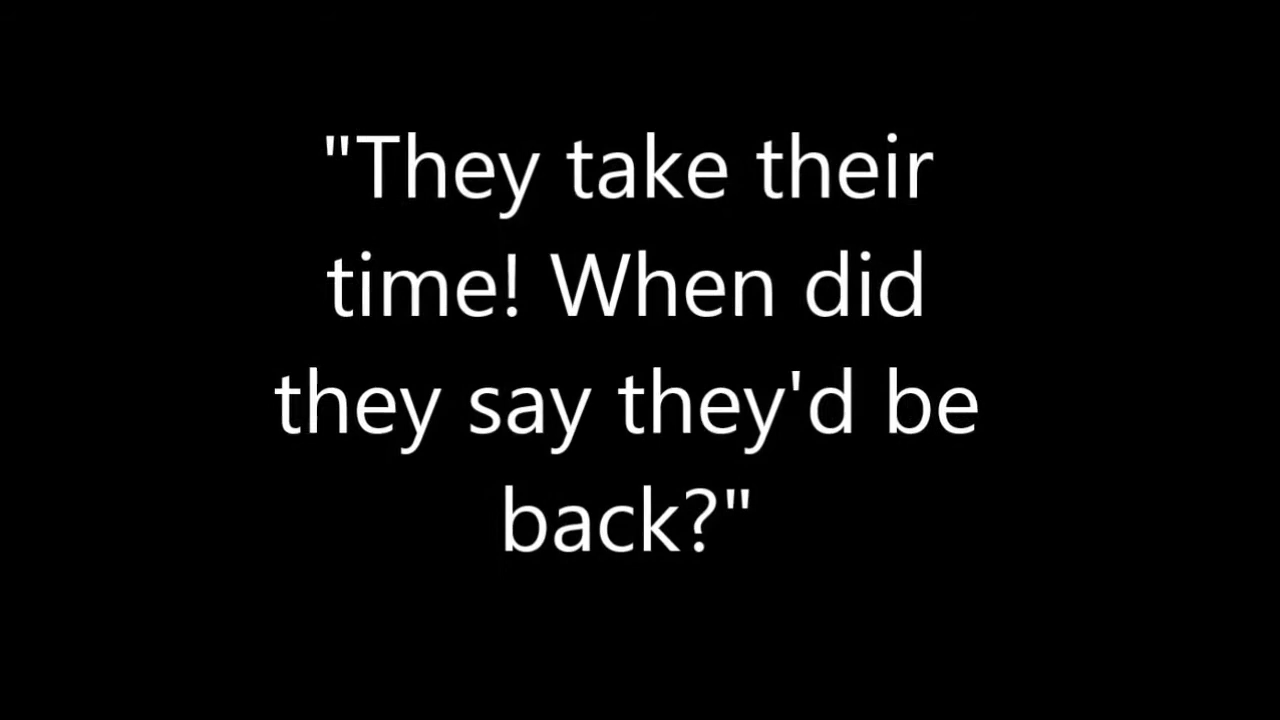 "They take their
time! When did
they say they'd be
back?"